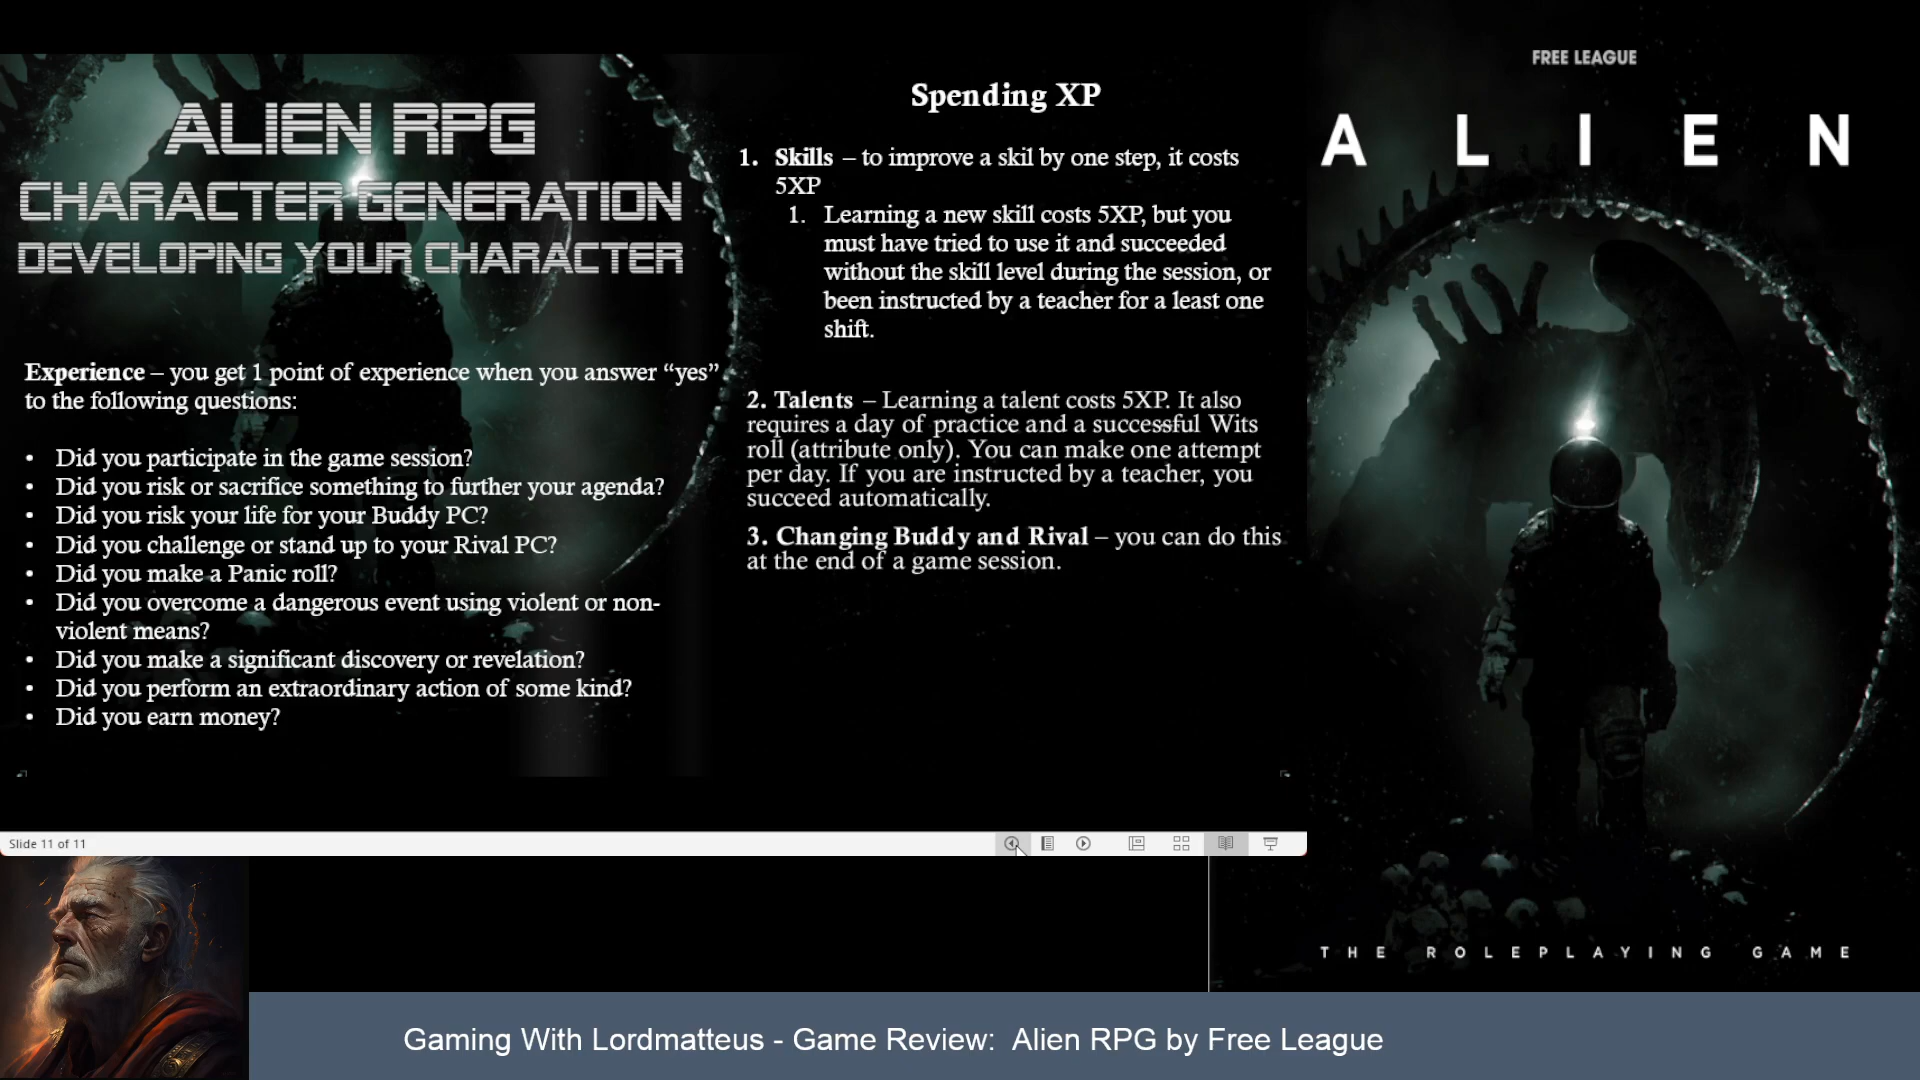 ALIEN RPG
CHARACTER GENERATION
DEVELOPING YOUR CHARACTER
Experience – you get 1 point of experience when you answer “yes”
to the following questions:
• Did you participate in the game session?
• Did you risk or sacrifice something to further your agenda?
• Did you risk your life for your Buddy PC?
• Did you challenge or stand up to your Rival PC?
• Did you make a Panic roll?
• Did you overcome a dangerous event using violent or non-
violent means?
• Did you make a significant discovery or revelation?
• Did you perform an extraordinary action of some kind?
• Did you earn money?
Spending XP
1. Skills – to improve a skil by one step, it costs
5XP
1. Learning a new skill costs 5XP, but you
must have tried to use it and succeeded
without the skill level during the session, or
been instructed by a teacher for a least one
shift.
2. Talents – Learning a talent costs 5XP. It also
requires a day of practice and a successful Wits
roll (attribute only). You can make one attempt
per day. If you are instructed by a teacher, you
succeed automatically.
3. Changing Buddy and Rival – you can do this
at the end of a game session.
FREE LEAGUE
ALIEN
THE ROLEPLAYING GAME
Slide 11 of 11
Gaming With Lordmatteus - Game Review: Alien RPG by Free League